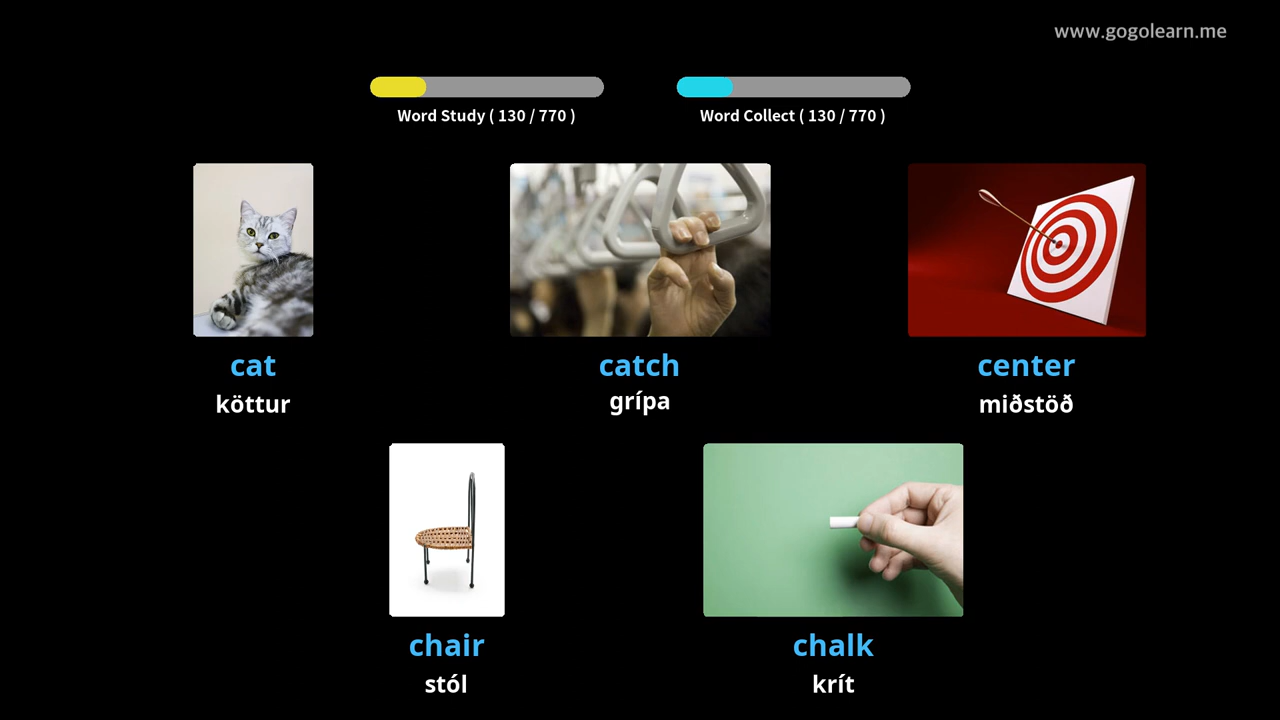 www.gogolearn.me
Word Study ( 130 / 770 )
Word Collect ( 130 / 770 )
cat
köttur
catch
grípa
center
miðstöð
chair
stól
chalk
krít